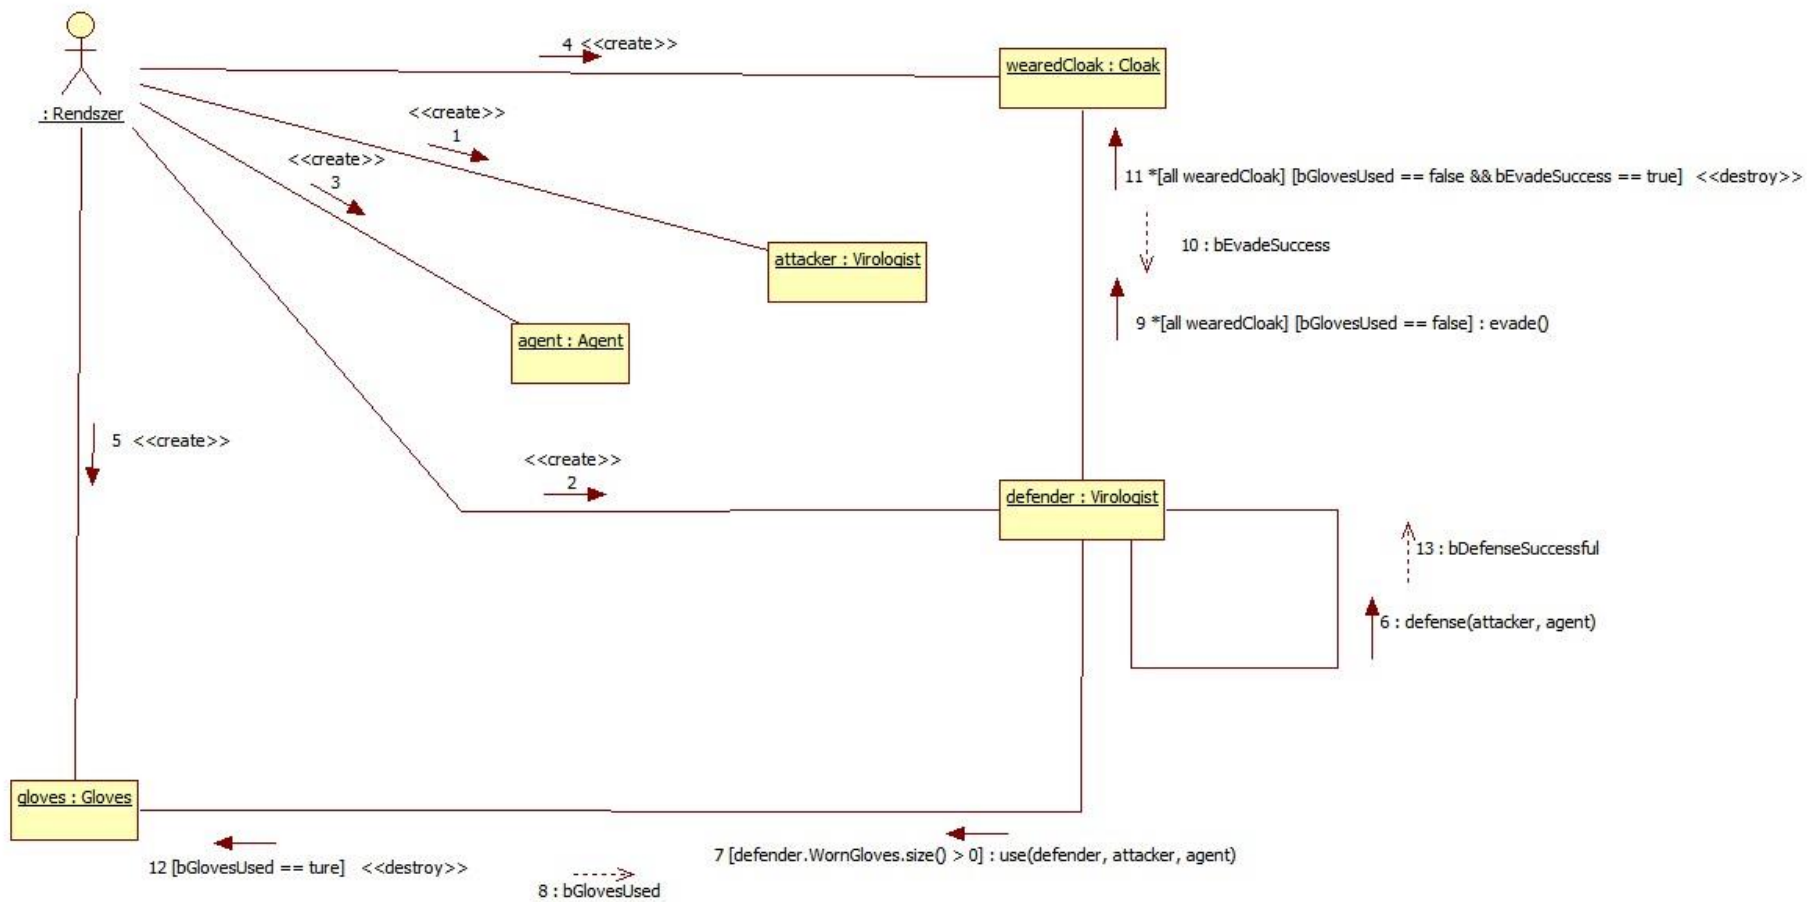 4 <<create>>
wearedCloak : Cloak
: Rendszer
<<create>>
1
<<create>>
3
11 *[all wearedCloak] [bGlovesUsed == false && bEvadeSuccess == true] <<destroy>>
10 : bEvadeSuccess
attacker : Virologist
9 *[all wearedCloak] [bGlovesUsed == false] : evade()
agent : Agent
5 <<create>>
<<create>>
2
defender : Virologist
13 : bDefenseSuccessful
6 : defense(attacker, agent)
gloves : Gloves
12 [bGlovesUsed == ture] <<destroy>>
7 [defender.WornGloves.size() > 0] : use(defender, attacker, agent)
8 : bGlovesUsed